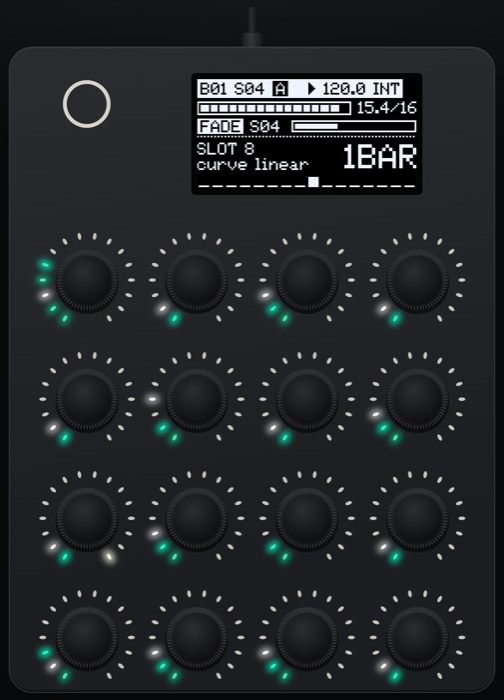 B01 S04 A ▶ 120.0 INT
15.4/16
FADE S04
SLOT 8
1BAR
curve linear